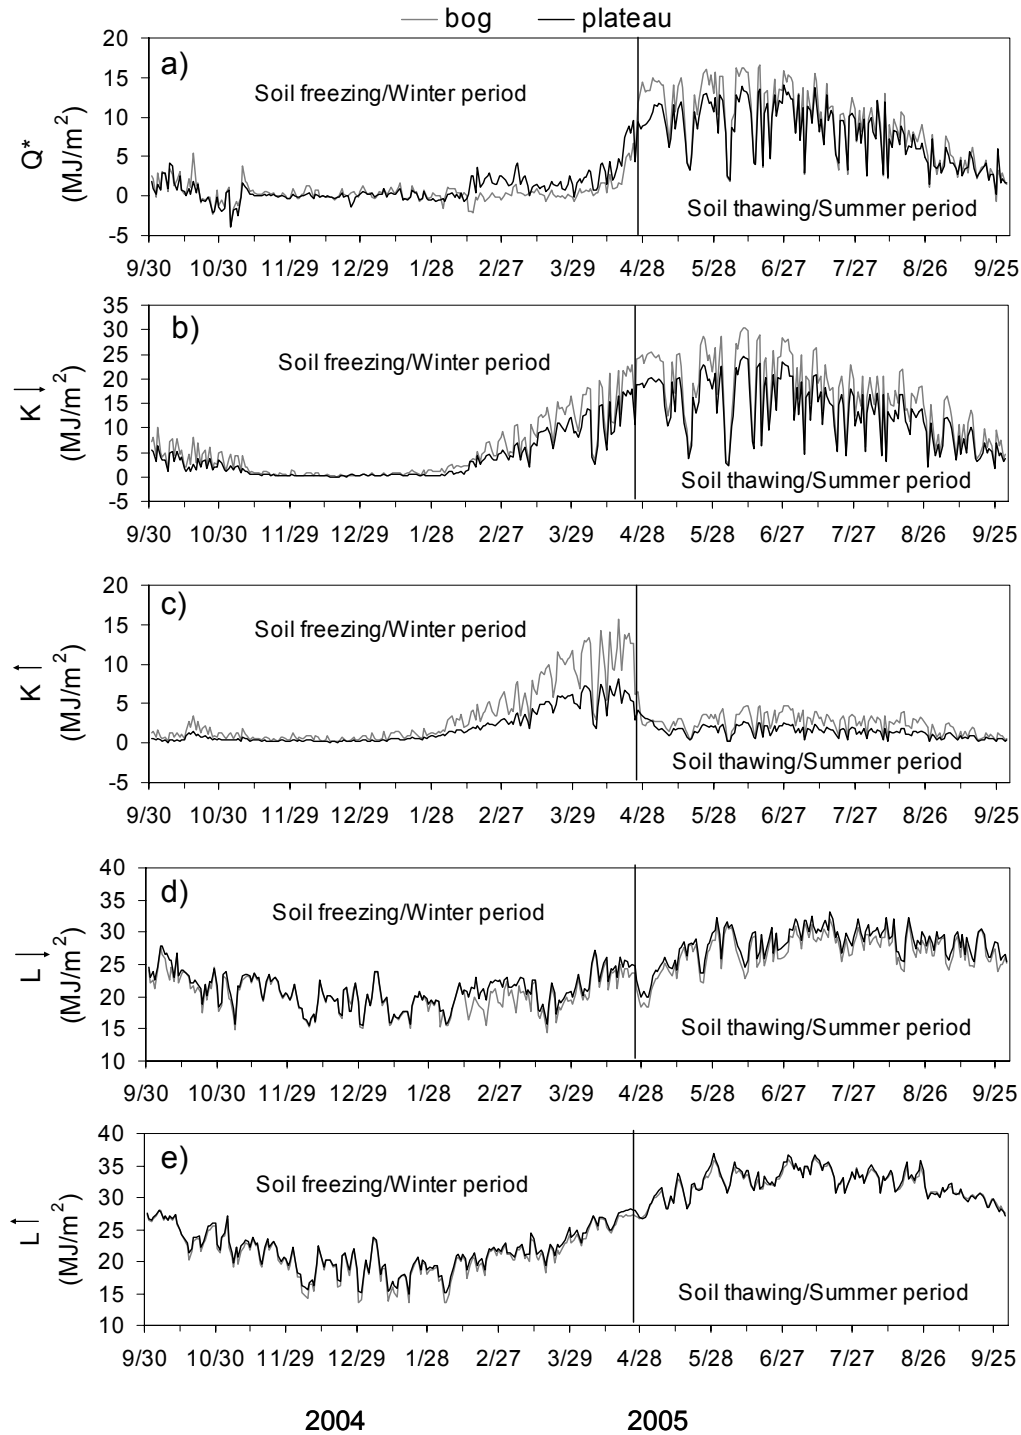 bog plateau
a)
Soil freezing/Winter period
Soil thawing/Summer period
Q*
(MJ/m²)
20
15
10
5
0
-5
9/30 10/30 11/29 12/29 1/28 2/27 3/29 4/28 5/28 6/27 7/27 8/26 9/25
b)
Soil freezing/Winter period
Soil thawing/Summer period
K ↓
(MJ/m²)
35
30
25
20
15
10
5
0
-5
9/30 10/30 11/29 12/29 1/28 2/27 3/29 4/28 5/28 6/27 7/27 8/26 9/25
c)
Soil freezing/Winter period
Soil thawing/Summer period
K ↑
(MJ/m²)
20
15
10
5
0
-5
9/30 10/30 11/29 12/29 1/28 2/27 3/29 4/28 5/28 6/27 7/27 8/26 9/25
d)
Soil freezing/Winter period
Soil thawing/Summer period
L ↓
(MJ/m²)
40
35
30
25
20
15
10
9/30 10/30 11/29 12/29 1/28 2/27 3/29 4/28 5/28 6/27 7/27 8/26 9/25
e)
Soil freezing/Winter period
Soil thawing/Summer period
L ↑
(MJ/m²)
40
35
30
25
20
15
10
9/30 10/30 11/29 12/29 1/28 2/27 3/29 4/28 5/28 6/27 7/27 8/26 9/25
2004 2005